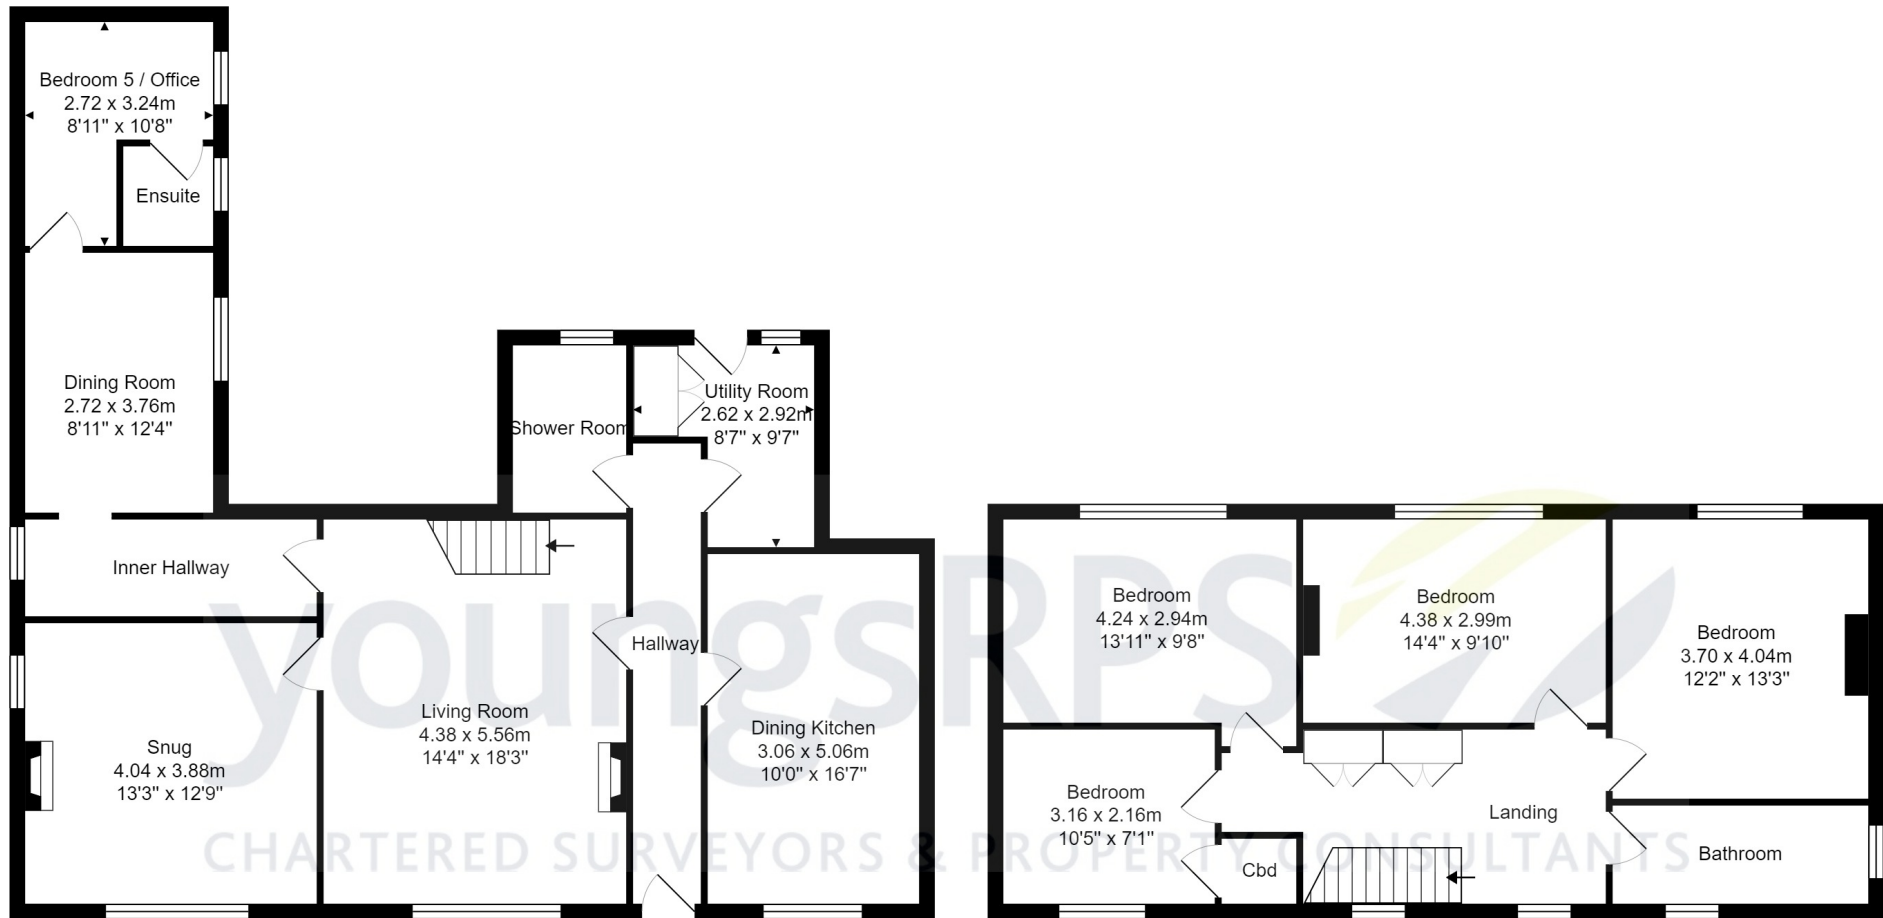 Bedroom 5 / Office
2.72 x 3.24m
8'11" x 10'8"
Ensuite
Dining Room
2.72 x 3.76m
8'11" x 12'4"
Shower Room
Utility Room
2.62 x 2.92m
8'7" x 9'7"
Inner Hallway
Snug
4.04 x 3.88m
13'3" x 12'9"
Living Room
4.38 x 5.56m
14'4" x 18'3"
Hallway
Dining Kitchen
3.06 x 5.06m
10'0" x 16'7"
Bedroom
4.24 x 2.94m
13'11" x 9'8"
Bedroom
4.38 x 2.99m
14'4" x 9'10"
Bedroom
3.70 x 4.04m
12'2" x 13'3"
Bedroom
3.16 x 2.16m
10'5" x 7'1"
Cbd
Landing
Bathroom
youngsRPS
CHARTERED SURVEYORS & PROPERTY CONSULTANTS